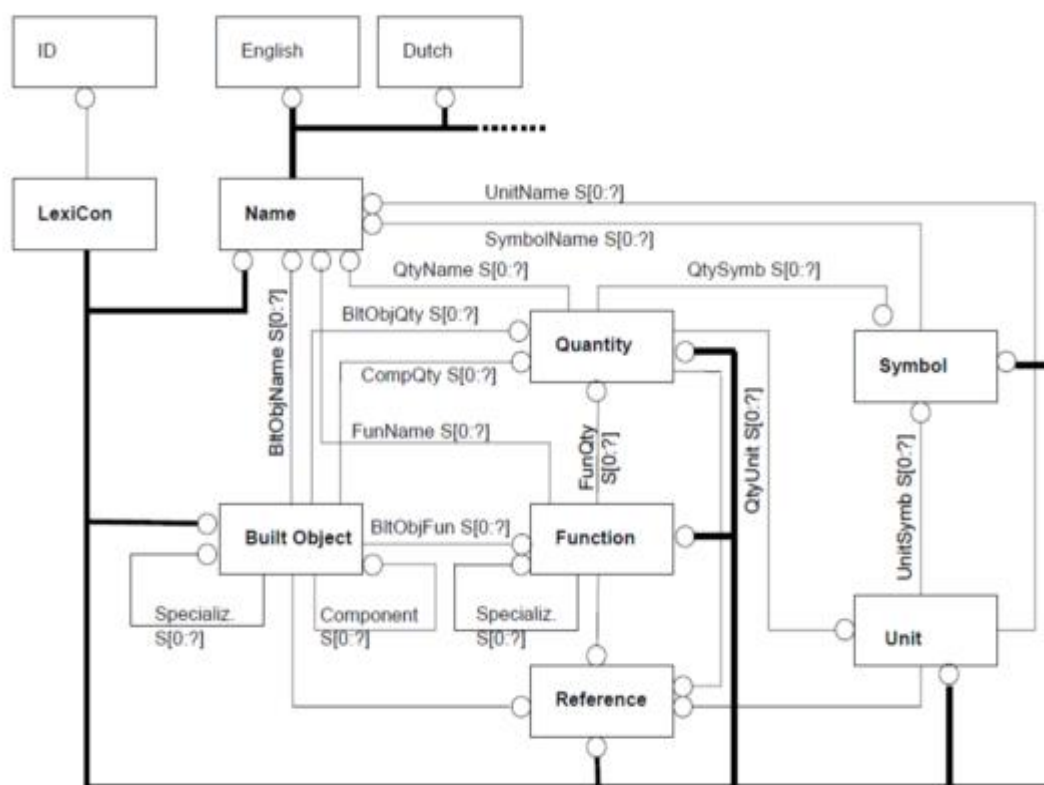 ID
English
Dutch
LexiCon
Name
UnitName S[0:?]
SymbolName S[0:?]
QtyName S[0:?]
QtySymb S[0:?]
BltObjName S[0:?]
BltObjQty S[0:?]
Quantity
Symbol
CompQty S[0:?]
FunName S[0:?]
FunQty
S[0:?]
QtyUnit S[0:?]
UnitSymb S[0:?]
Built Object
BltObjFun S[0:?]
Function
Specializ.
S[0:?]
Component
S[0:?]
Specializ.
S[0:?]
Unit
Reference